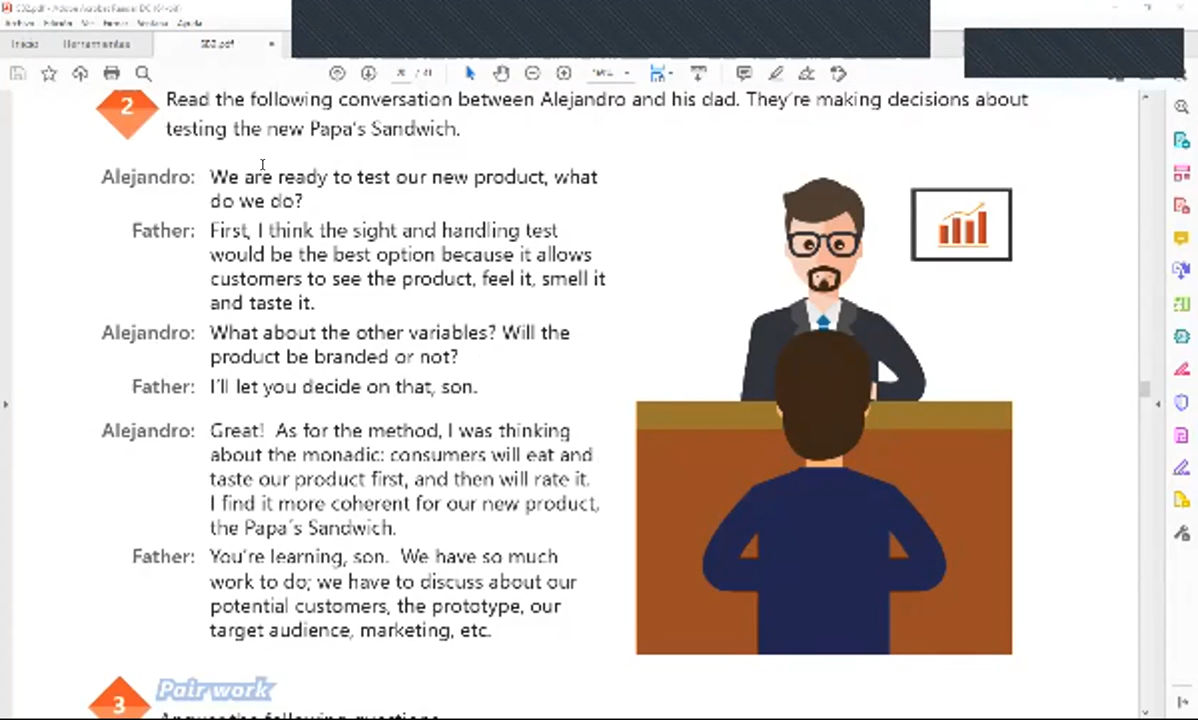 Inicio
Herramientas
2
Read the following conversation between Alejandro and his dad. They're making decisions about
testing the new Papa's Sandwich.
Alejandro: We are ready to test our new product, what
do we do?
Father: First, I think the sight and handling test
would be the best option because it allows
customers to see the product, feel it, smell it
and taste it.
Alejandro: What about the other variables? Will the
product be branded or not?
Father: I'll let you decide on that, son.
Alejandro: Great! As for the method, I was thinking
about the monadic: consumers will eat and
taste our product first, and then will rate it.
I find it more coherent for our new product,
the Papa's Sandwich.
Father: You're learning, son. We have so much
work to do; we have to discuss about our
potential customers, the prototype, our
target audience, marketing, etc.
3
Pair work
Answer the following questions